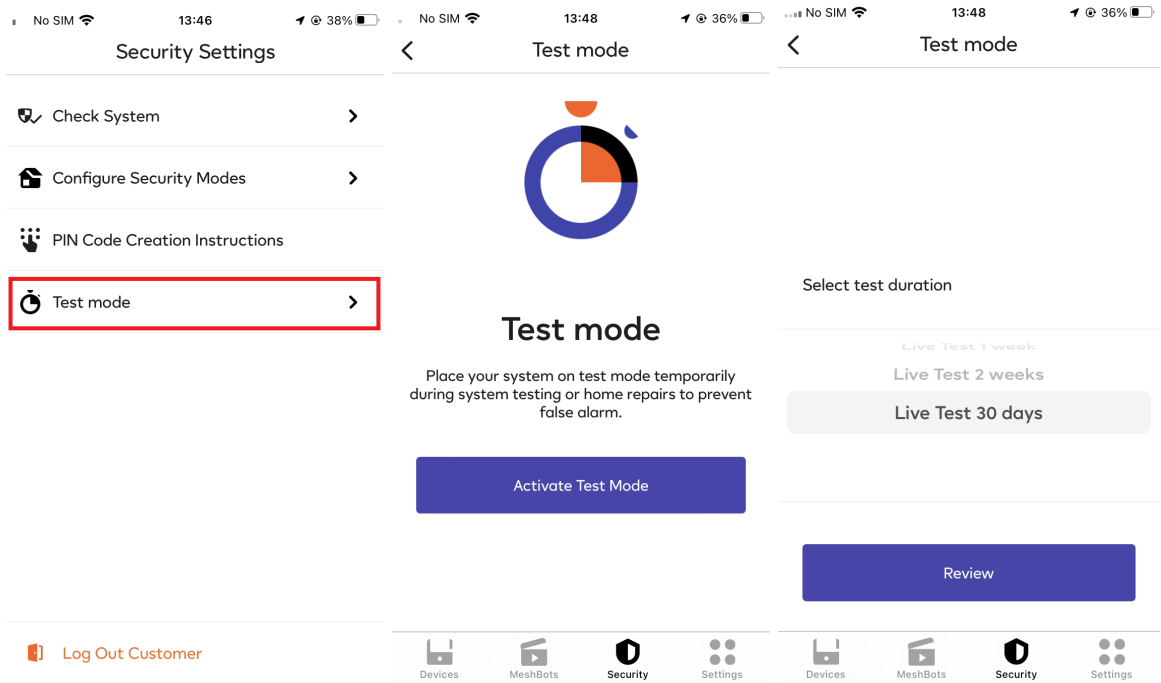 No SIM 13:46 38%
Security Settings
Check System
Configure Security Modes
PIN Code Creation Instructions
Test mode
Log Out Customer
No SIM 13:48 36%
Test mode
Test mode
Place your system on test mode temporarily
during system testing or home repairs to prevent
false alarm.
Activate Test Mode
Devices MeshBots Security Settings
No SIM 13:48 36%
Test mode
Select test duration
Live Test 1 week
Live Test 2 weeks
Live Test 30 days
Review
Devices MeshBots Security Settings